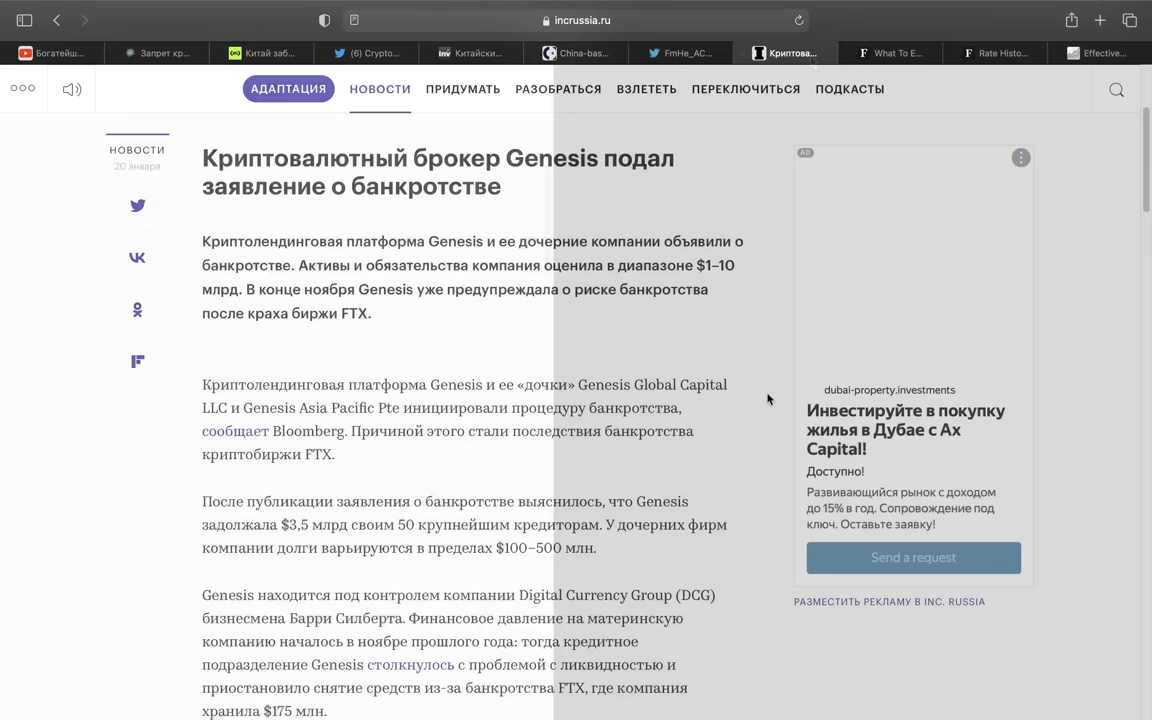 incrussia.ru
Богатейш...
Запрет кр...
Китай заб...
(6) Crypto...
Китайски...
China-bas...
FmHe_AC...
Криптова...
What To E...
Rate Histo...
Effective...
АДАПТАЦИЯ
НОВОСТИ
ПРИДУМАТЬ
РАЗОБРАТЬСЯ
ВЗЛЕТЕТЬ
ПЕРЕКЛЮЧИТЬСЯ
ПОДКАСТЫ
НОВОСТИ
20 января
Криптовалютный брокер Genesis подал
заявление о банкротстве
Криптолендинговая платформа Genesis и ее дочерние компании объявили о
банкротстве. Активы и обязательства компания оценила в диапазоне $1–10
млрд. В конце ноября Genesis уже предупреждала о риске банкротства
после краха биржи FTX.
Криптолендинговая платформа Genesis и ее «дочки» Genesis Global Capital
LLC и Genesis Asia Pacific Pte инициировали процедуру банкротства,
сообщает Bloomberg. Причиной этого стали последствия банкротства
криптобиржи FTX.
После публикации заявления о банкротстве выяснилось, что Genesis
задолжала $3,5 млрд своим 50 крупнейшим кредиторам. У дочерних фирм
компании долги варьируются в пределах $100–500 млн.
Genesis находится под контролем компании Digital Currency Group (DCG)
бизнесмена Барри Силберта. Финансовое давление на материнскую
компанию началось в ноябре прошлого года: тогда кредитное
подразделение Genesis столкнулось с проблемой с ликвидностью и
приостановило снятие средств из-за банкротства FTX, где компания
хранила $175 млн.
AD
dubai-property.investments
Инвестируйте в покупку
жилья в Дубае с Ax
Capital!
Доступно!
Развивающийся рынок с доходом
до 15% в год. Сопровождение под
ключ. Оставьте заявку!
Send a request
РАЗМЕСТИТЬ РЕКЛАМУ В INC. RUSSIA